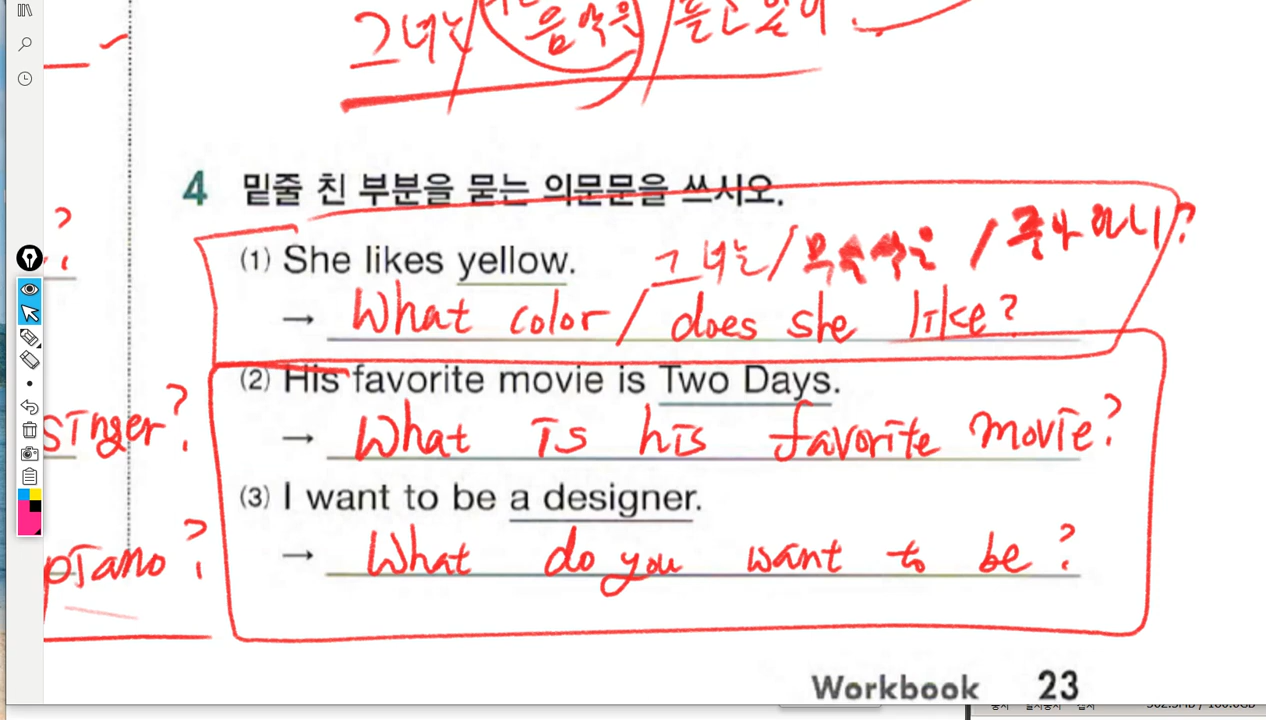 그녀는 / 음악을 / 듣고 있어
4 밑줄 친 부분을 묻는 의문문을 쓰시오.
?
(1) She likes yellow. 그녀는 / 무슨색을 / 좋아하니?
→ What color / does she like?
(2) His favorite movie is Two Days.
singer? → What is his favorite movie?
(3) I want to be a designer.
piano? → What do you want to be?
Workbook 23